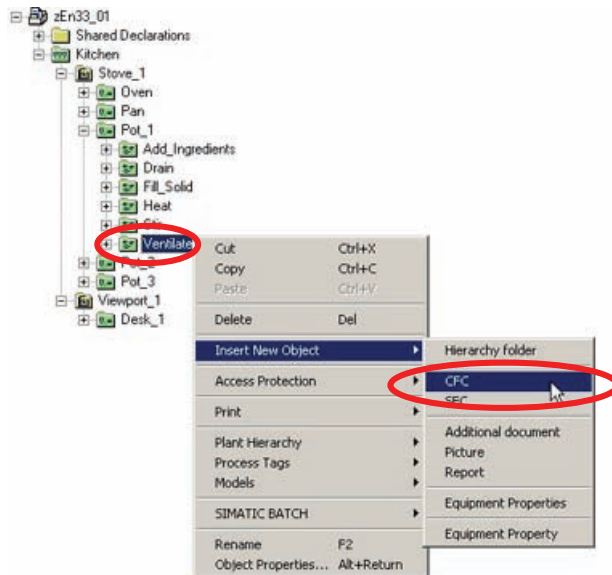 zEn33_01
Shared Declarations
Kitchen
Stove_1
Oven
Pan
Pot_1
Add_Ingredients
Drain
Fill_Solid
Heat
Ventilate
Pot_3
Viewport_1
Desk_1
Cut Ctrl+X
Copy Ctrl+C
Paste Ctrl+V
Delete Del
Insert New Object
Access Protection
Print
Plant Hierarchy
Process Tags
Models
SIMATIC BATCH
Rename F2
Object Properties... Alt+Return
Hierarchy folder
CFC
SFC
Additional document
Picture
Report
Equipment Properties
Equipment Property